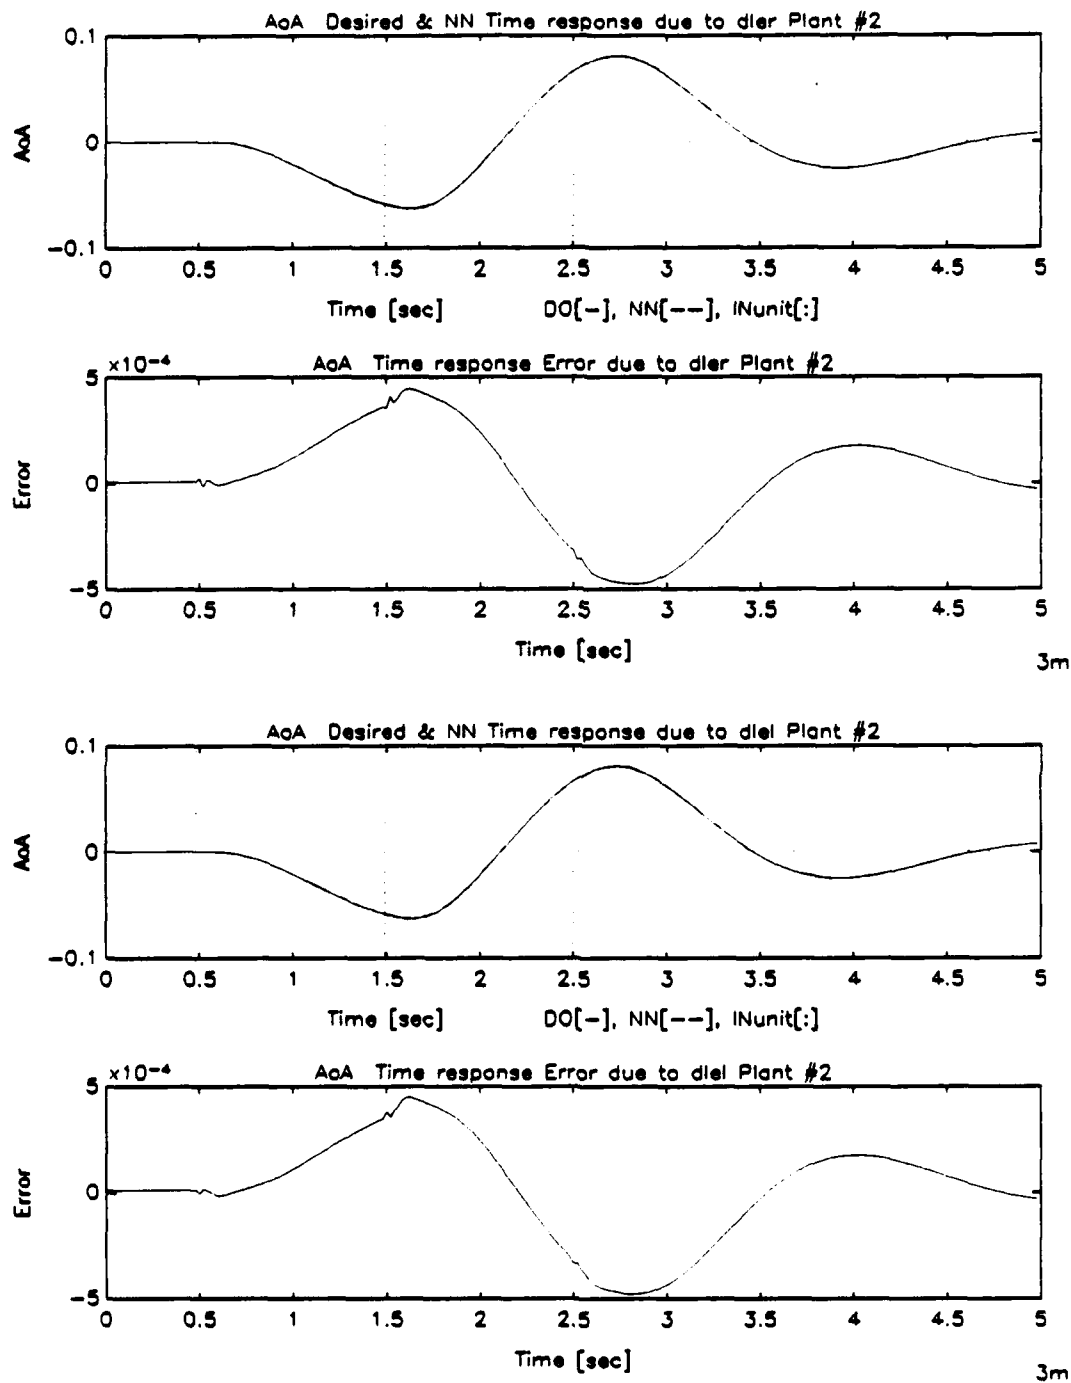 AoA Desired & NN Time response due to dler Plant #2
0.1
AoA
0
-0.1
0 0.5 1 1.5 2 2.5 3 3.5 4 4.5 5
Time [sec] DO[-], NN[--], INunit[:]
×10-4 AoA Time response Error due to dler Plant #2
5
Error
0
-5
0 0.5 1 1.5 2 2.5 3 3.5 4 4.5 5
Time [sec]
3m
AoA Desired & NN Time response due to dlel Plant #2
0.1
AoA
0
-0.1
0 0.5 1 1.5 2 2.5 3 3.5 4 4.5 5
Time [sec] DO[-], NN[--], INunit[:]
×10-4 AoA Time response Error due to dlel Plant #2
5
Error
0
-5
0 0.5 1 1.5 2 2.5 3 3.5 4 4.5 5
Time [sec]
3m